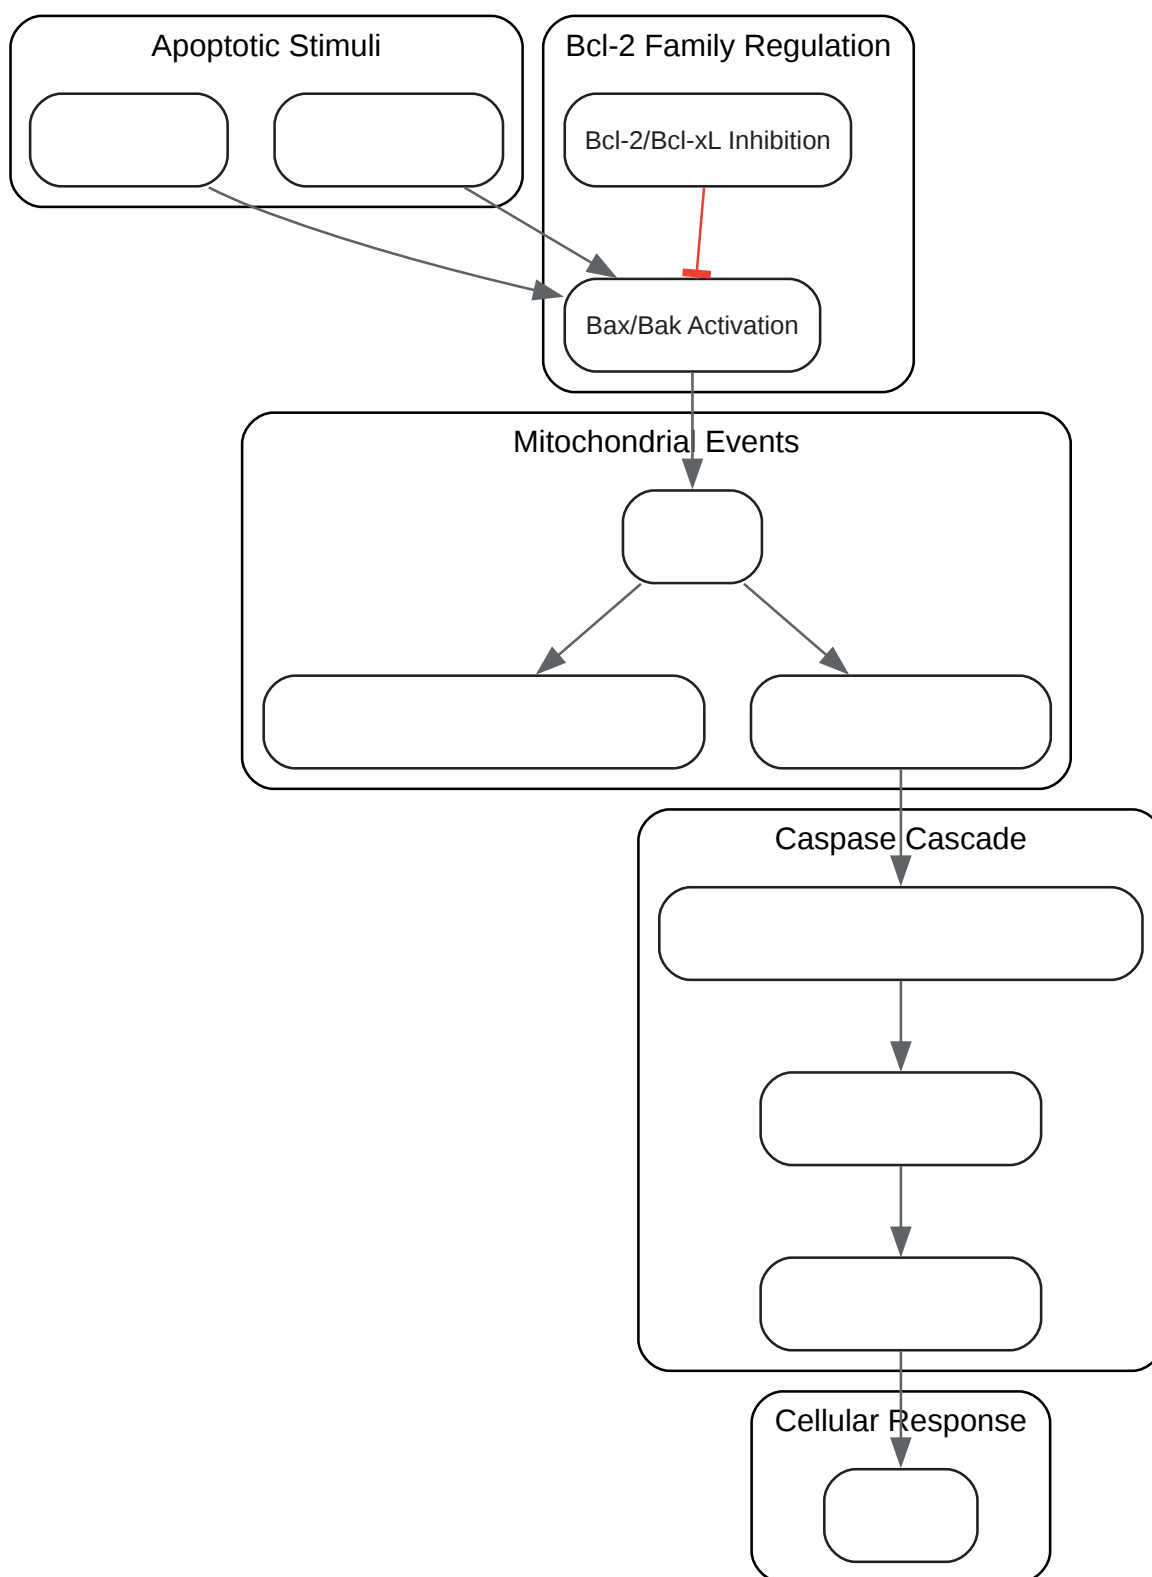 Apoptotic Stimuli
Bcl-2 Family Regulation
Bcl-2/Bcl-xL Inhibition
Bax/Bak Activation
Mitochondrial Events
Caspase Cascade
Cellular Response